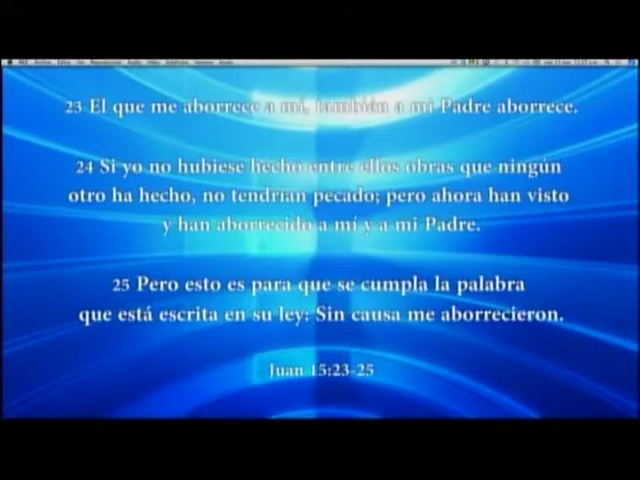 23 El que me aborrece a mí, también a mi Padre aborrece.
24 Si yo no hubiese hecho entre ellos obras que ningún
otro ha hecho, no tendrían pecado; pero ahora han visto
y han aborrecido a mí y a mi Padre.
25 Pero esto es para que se cumpla la palabra
que está escrita en su ley: Sin causa me aborrecieron.
Juan 15:23-25